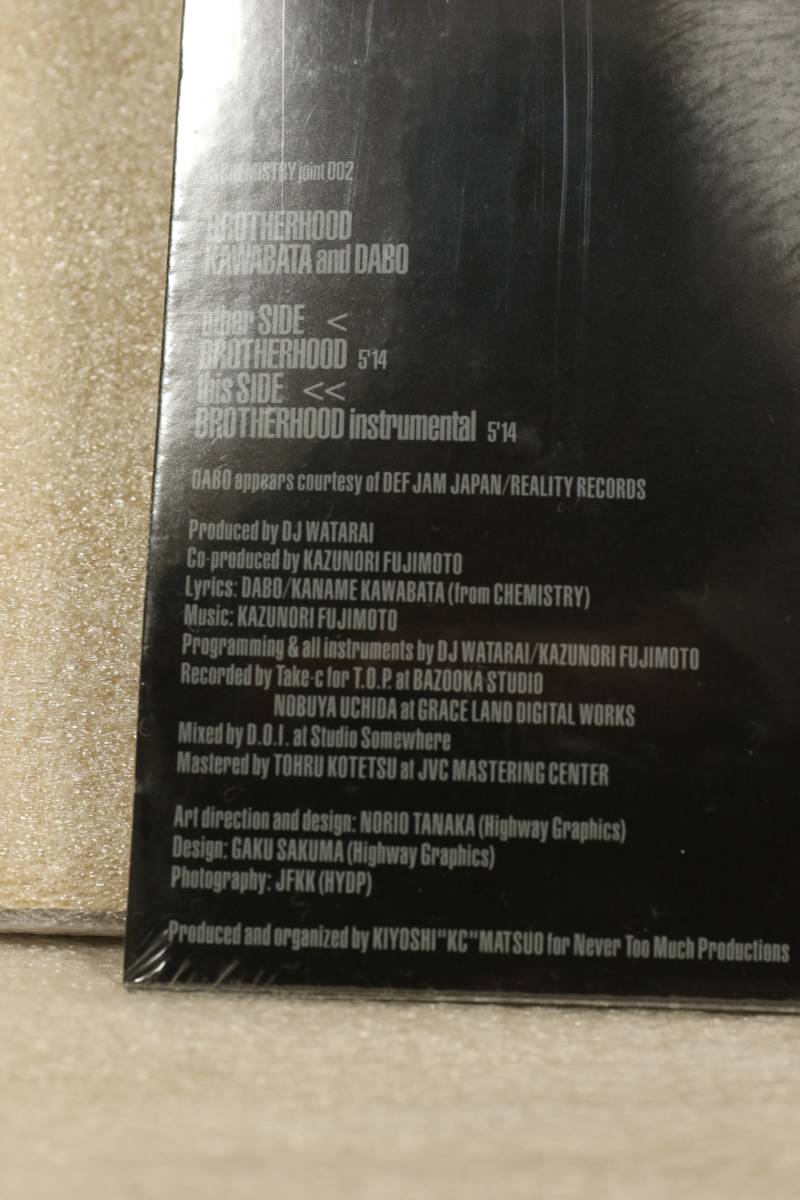 CHEMISTRY joint 002
BROTHERHOOD
KAWABATA and DABO
other SIDE <
BROTHERHOOD 5'14
this SIDE <<
BROTHERHOOD instrumental 5'14
DABO appears courtesy of DEF JAM JAPAN/REALITY RECORDS
Produced by DJ WATARAI
Co-produced by KAZUNORI FUJIMOTO
Lyrics: DABO/KANAME KAWABATA (from CHEMISTRY)
Music: KAZUNORI FUJIMOTO
Programming & all instruments by DJ WATARAI/KAZUNORI FUJIMOTO
Recorded by Take-c for T.O.P. at BAZOOKA STUDIO
NOBUYA UCHIDA at GRACE LAND DIGITAL WORKS
Mixed by D.O.I. at Studio Somewhere
Mastered by TOHRU KOTETSU at JVC MASTERING CENTER
Art direction and design: NORIO TANAKA (Highway Graphics)
Design: GAKU SAKUMA (Highway Graphics)
Photography: JFKK (HYDP)
Produced and organized by KIYOSHI"KC"MATSUO for Never Too Much Productions